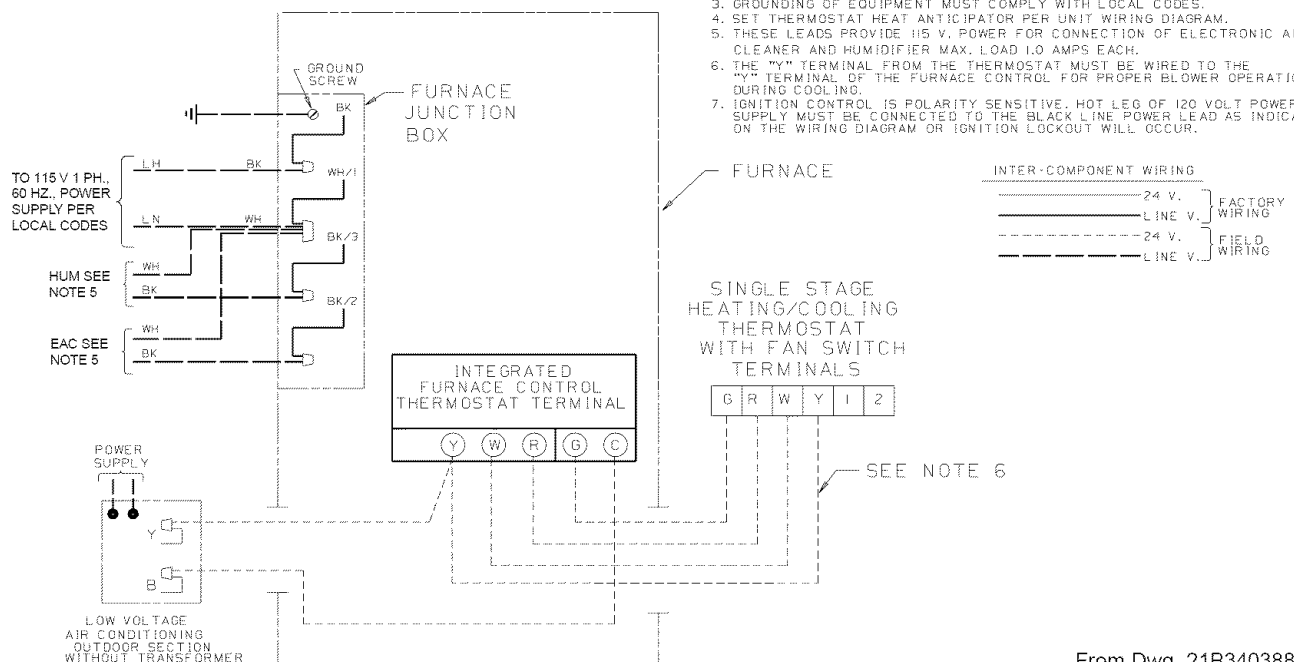 3. GROUNDING OF EQUIPMENT MUST COMPLY WITH LOCAL CODES.
4. SET THERMOSTAT HEAT ANTICIPATOR PER UNIT WIRING DIAGRAM.
5. THESE LEADS PROVIDE 115 V. POWER FOR CONNECTION OF ELECTRONIC AI
CLEANER AND HUMIDIFIER MAX. LOAD 1.0 AMPS EACH.
6. THE "Y" TERMINAL FROM THE THERMOSTAT MUST BE WIRED TO THE
"Y" TERMINAL OF THE FURNACE CONTROL FOR PROPER BLOWER OPERATIO
DURING COOLING.
7. IGNITION CONTROL IS POLARITY SENSITIVE. HOT LEG OF 120 VOLT POWER
SUPPLY MUST BE CONNECTED TO THE BLACK LINE POWER LEAD AS INDICA
ON THE WIRING DIAGRAM OR IGNITION LOCKOUT WILL OCCUR.
GROUND
SCREW
BK
FURNACE
JUNCTION
BOX
TO 115 V 1 PH.,
60 HZ., POWER
SUPPLY PER
LOCAL CODES
LH
BK
WH/1
LN
WH
BK/3
HUM SEE
NOTE 5
WH
BK
BK/2
EAC SEE
NOTE 5
WH
BK
FURNACE
INTER-COMPONENT WIRING
24 V.
LINE V.
FACTORY
WIRING
24 V.
LINE V.
FIELD
WIRING
SINGLE STAGE
HEATING/COOLING
THERMOSTAT
WITH FAN SWITCH
TERMINALS
G R W Y 1 2
INTEGRATED
FURNACE CONTROL
THERMOSTAT TERMINAL
Y W R G C
SEE NOTE 6
POWER
SUPPLY
Y
B
LOW VOLTAGE
AIR CONDITIONING
OUTDOOR SECTION
WITHOUT TRANSFORMER
From Dwg. 21B340388